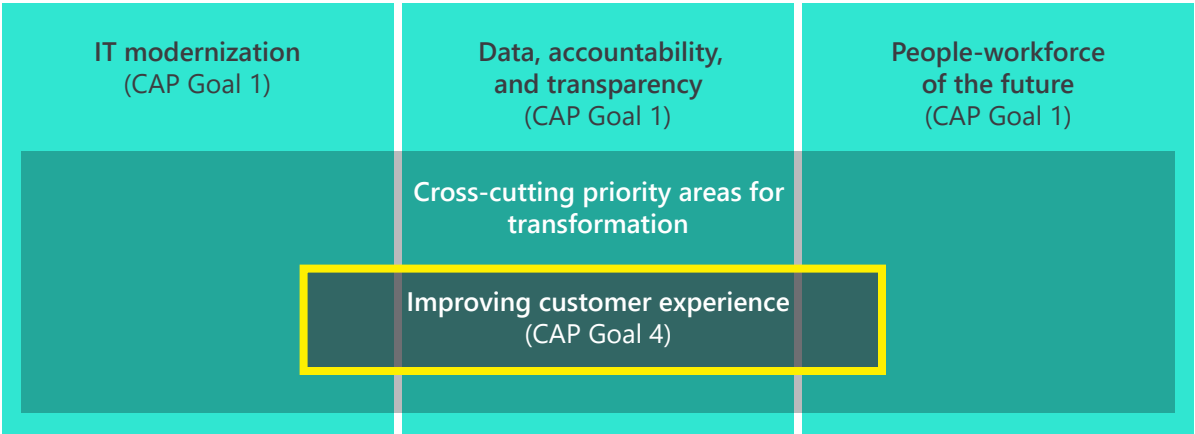 IT modernization
(CAP Goal 1)
Data, accountability,
and transparency
(CAP Goal 1)
People-workforce
of the future
(CAP Goal 1)
Cross-cutting priority areas for
transformation
Improving customer experience
(CAP Goal 4)